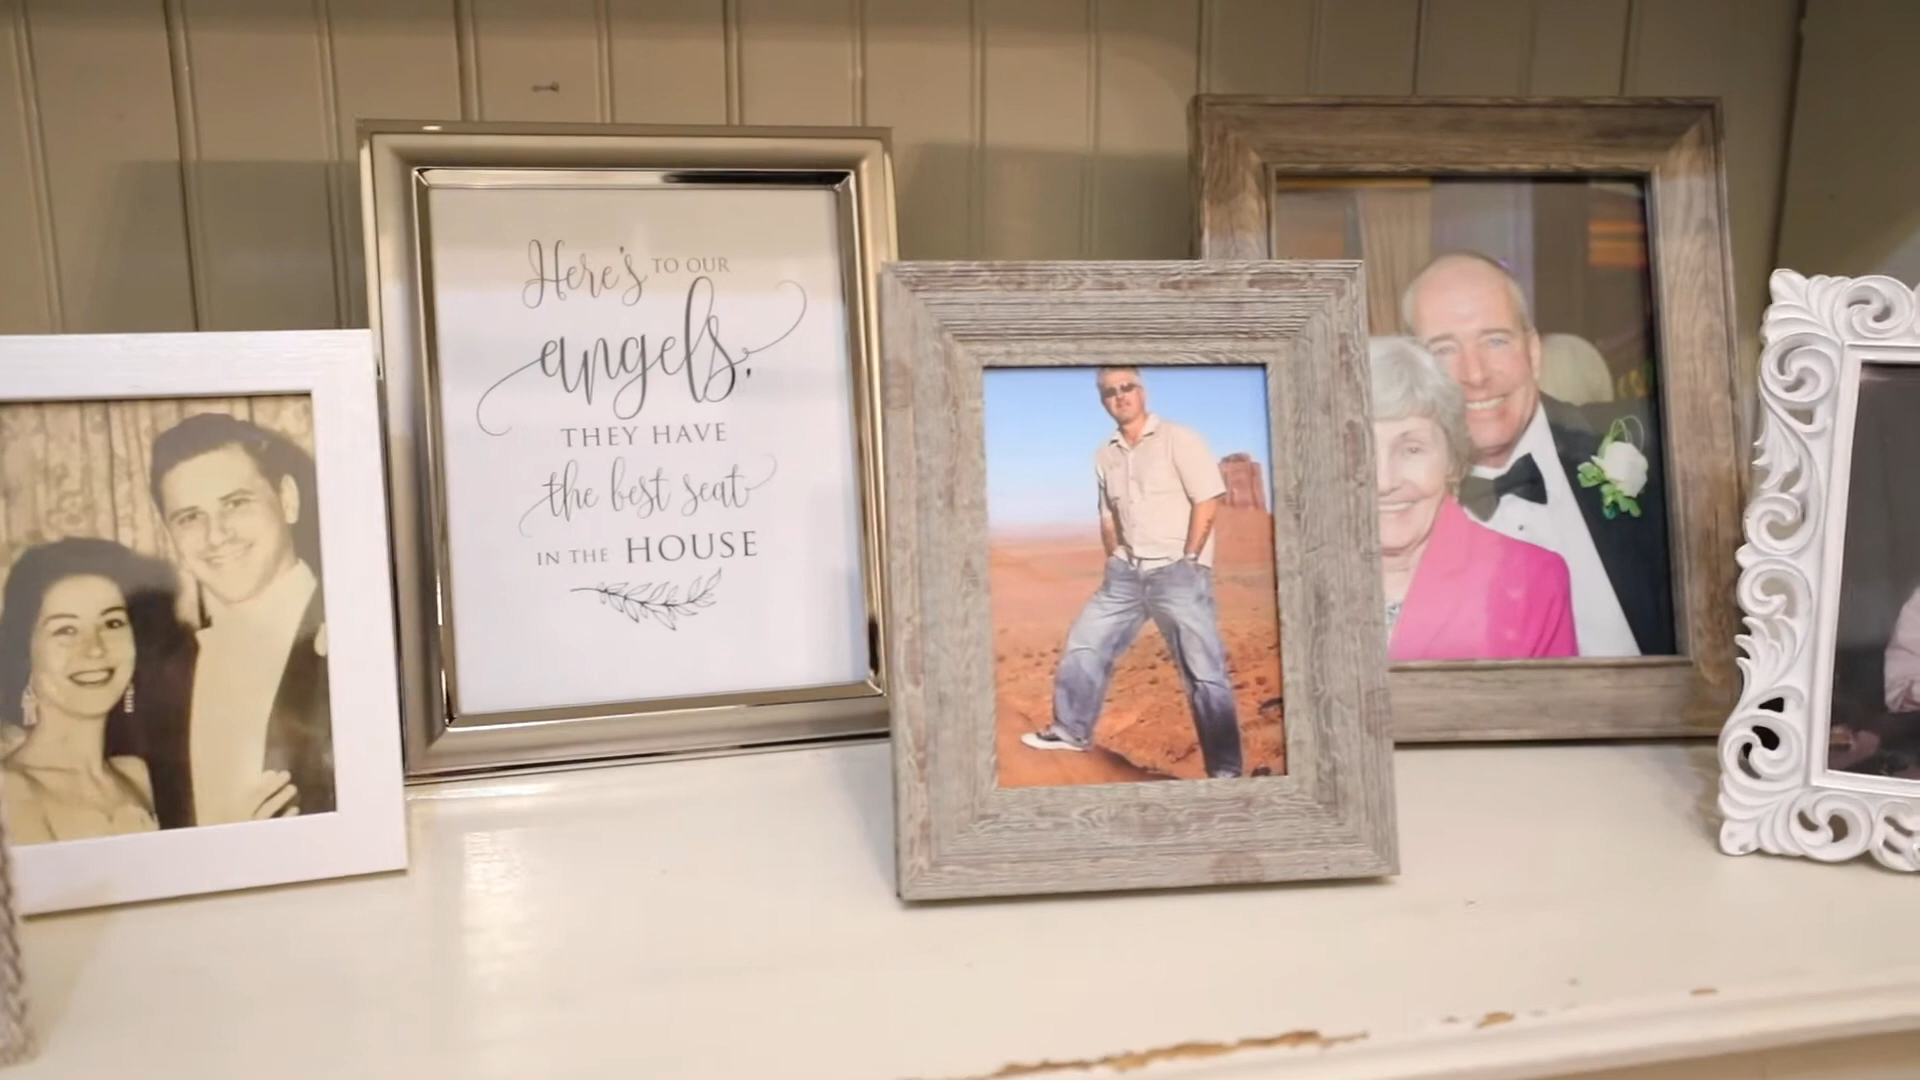 Here's TO OUR
angels,
THEY HAVE
the best seat
IN THE HOUSE